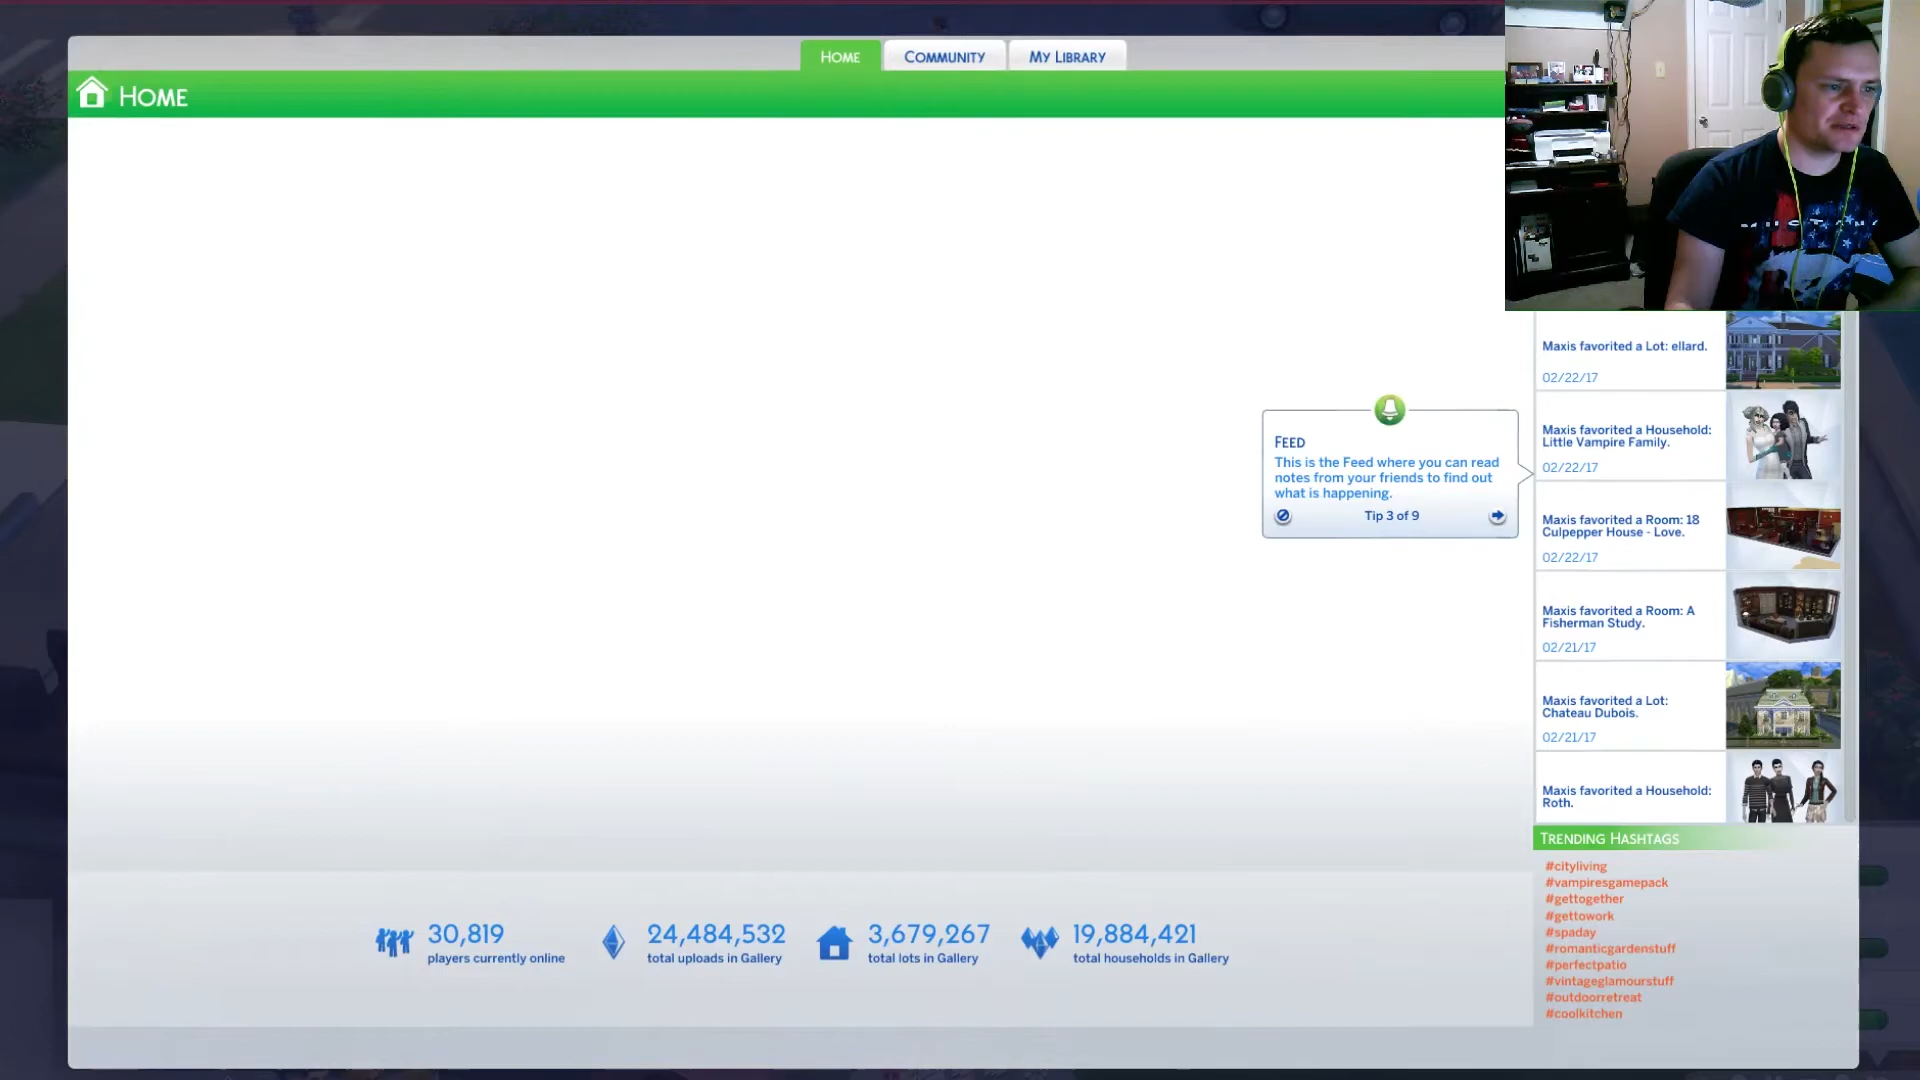 HOME
COMMUNITY
MY LIBRARY
HOME
Maxis favorited a Lot: ellard.
02/22/17
Maxis favorited a Household:
Little Vampire Family.
02/22/17
FEED
This is the Feed where you can read
notes from your friends to find out
what is happening.
Tip 3 of 9
Maxis favorited a Room: 18
Culpepper House - Love.
02/22/17
Maxis favorited a Room: A
Fisherman Study.
02/21/17
Maxis favorited a Lot:
Chateau Dubois.
02/21/17
Maxis favorited a Household:
Roth.
TRENDING HASHTAGS
#cityliving
#vampiresgamepack
#gettogether
#gettowork
#spaday
#romanticgardenstuff
#perfectpatio
#vintageglamourstuff
#outdoorretreat
#coolkitchen
30,819
players currently online
24,484,532
total uploads in Gallery
3,679,267
total lots in Gallery
19,884,421
total households in Gallery